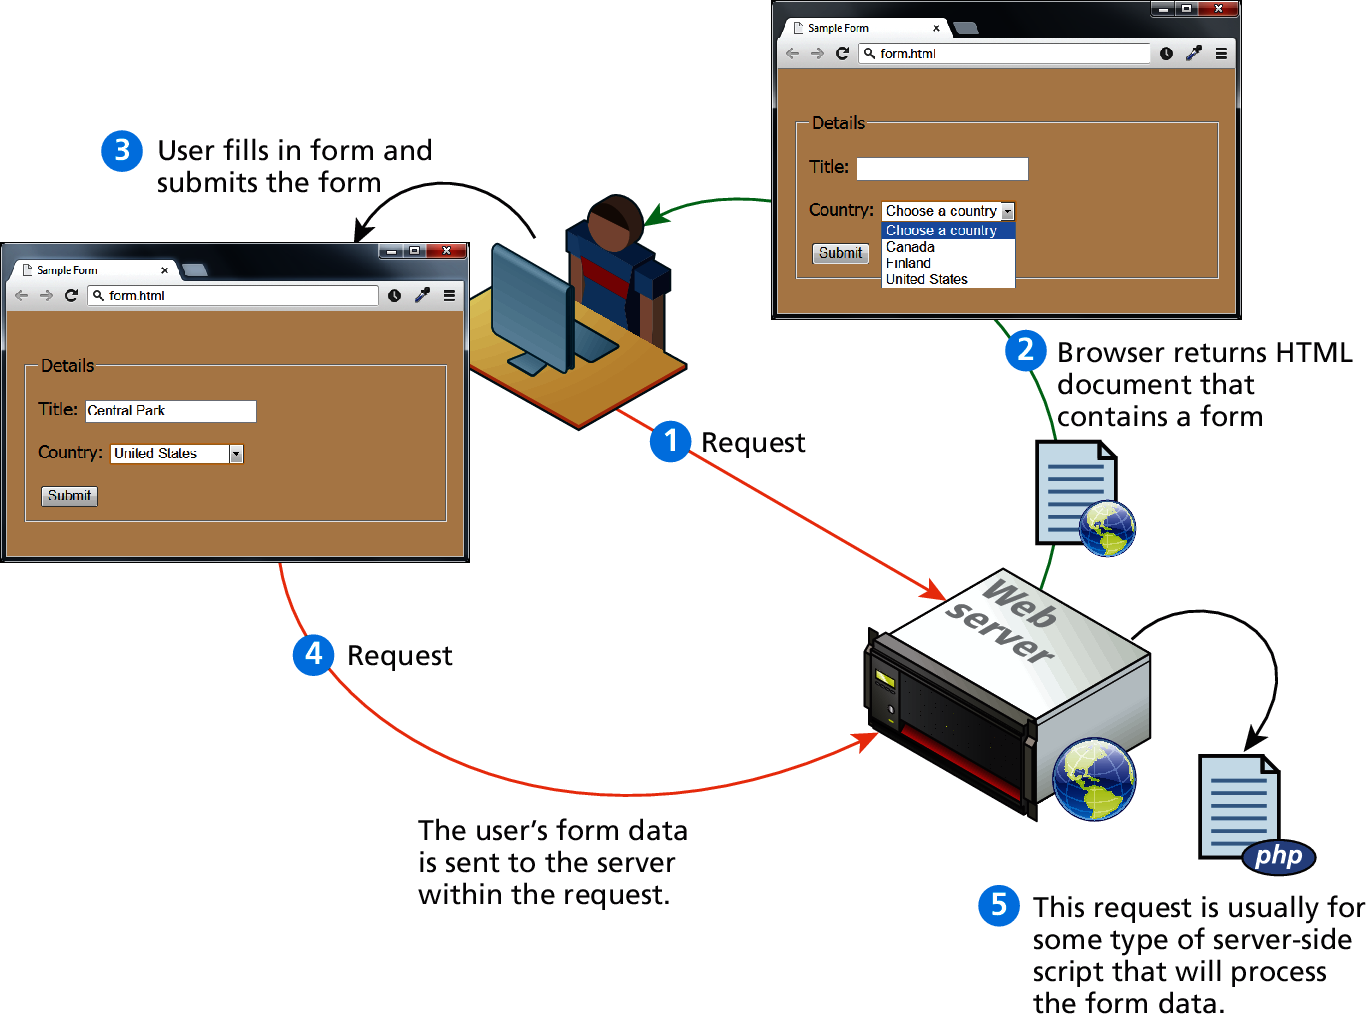 Sample Form
form.html
Details
Title:
Country: Choose a country
Choose a country
Canada
Finland
United States
Submit
3 User fills in form and
submits the form
Sample Form
form.html
Details
Title: Central Park
Country: United States
Submit
2 Browser returns HTML
document that
contains a form
1 Request
Web
server
4 Request
The user’s form data
is sent to the server
within the request.
php
5 This request is usually for
some type of server-side
script that will process
the form data.